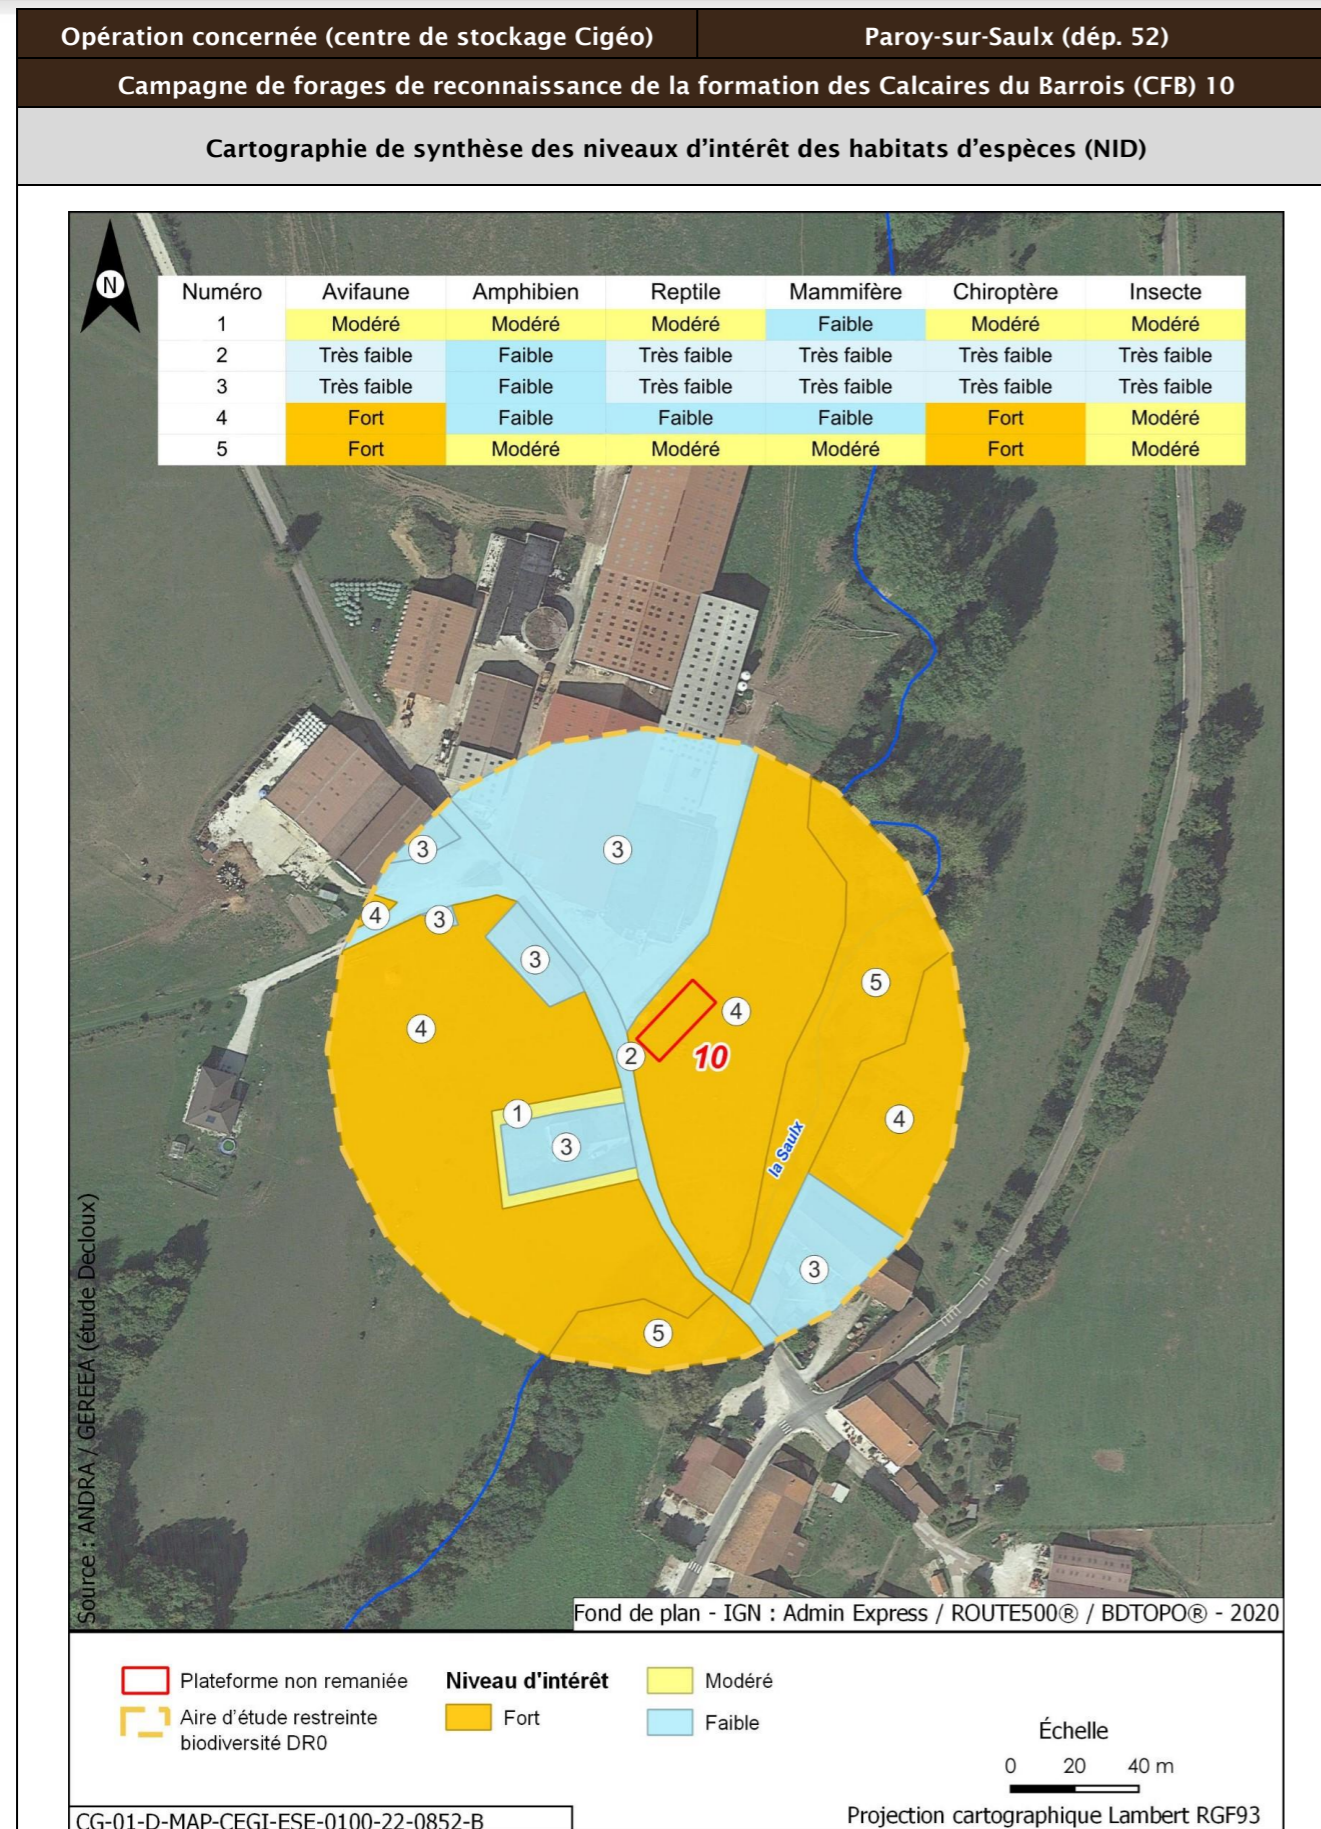 Opération concernée (centre de stockage Cigéo) Paroy-sur-Saulx (dép. 52)
Campagne de forages de reconnaissance de la formation des Calcaires du Barrois (CFB) 10
Cartographie de synthèse des niveaux d'intérêt des habitats d'espèces (NID)
N
Numéro Avifaune Amphibien Reptile Mammifère Chiroptère Insecte
1 Modéré Modéré Modéré Faible Modéré Modéré
2 Très faible Faible Très faible Très faible Très faible Très faible
3 Très faible Faible Très faible Très faible Très faible Très faible
4 Fort Faible Faible Faible Fort Modéré
5 Fort Modéré Modéré Modéré Fort Modéré
3 3
4 3
3
5
4 4
2 10
1
4
3
la Saulx
3
5
Source : ANDRA / GEREEA (étude Decloux)
Fond de plan - IGN : Admin Express / ROUTE500® / BDTOPO® - 2020
Plateforme non remaniée
Aire d'étude restreinte
biodiversité DR0
Niveau d'intérêt
Fort
Modéré
Faible
Échelle
0 20 40 m
Projection cartographique Lambert RGF93
CG-01-D-MAP-CEGI-ESE-0100-22-0852-B